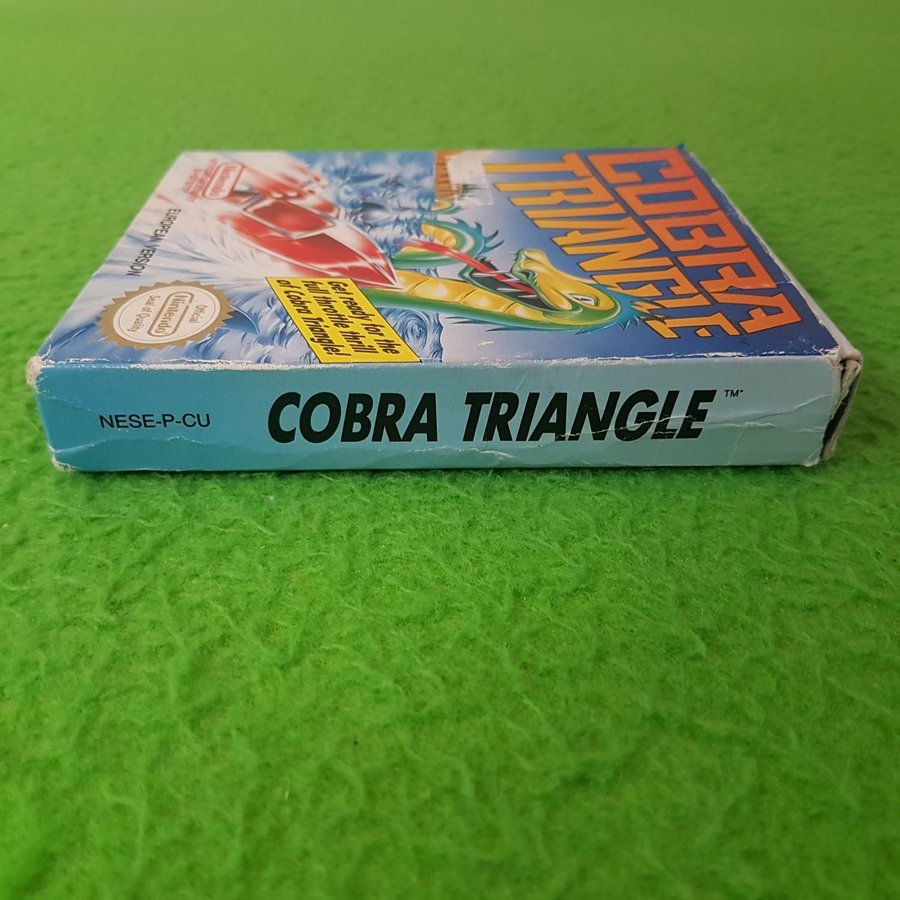 COBRA
TRIANGLE
™
Nintendo
EUROPEAN VERSION
Official
Nintendo
Seal of Quality
Get ready for the
full throttle thrill
of Cobra Triangle!
NESE-P-CU
COBRA TRIANGLE™